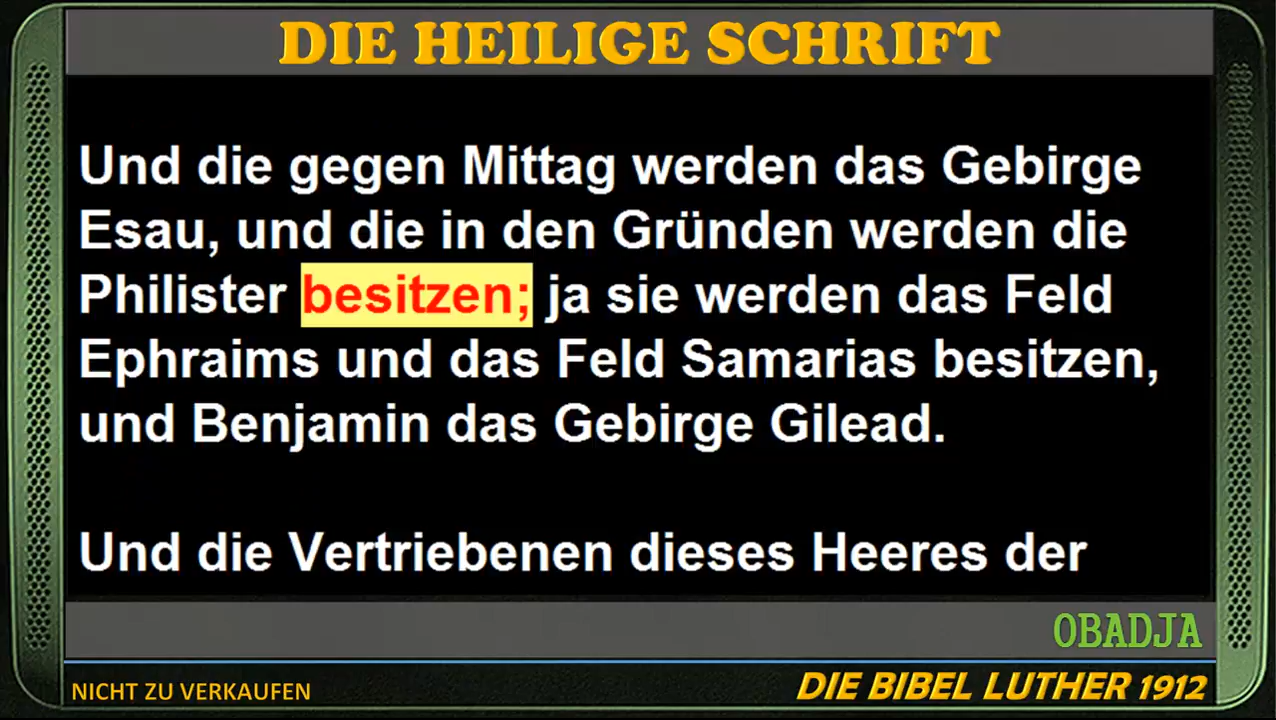 DIE HEILIGE SCHRIFT
Und die gegen Mittag werden das Gebirge
Esau, und die in den Gründen werden die
Philister besitzen; ja sie werden das Feld
Ephraims und das Feld Samarias besitzen,
und Benjamin das Gebirge Gilead.
Und die Vertriebenen dieses Heeres der
OBADJA
NICHT ZU VERKAUFEN
DIE BIBEL LUTHER 1912